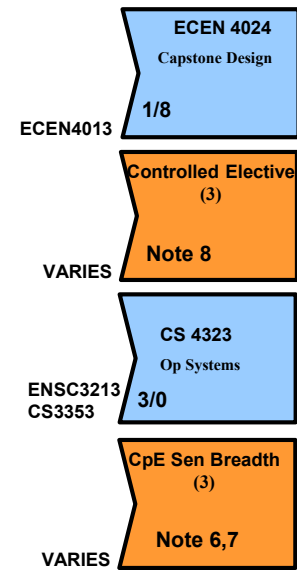 ECEN 4024
Capstone Design
1/8
ECEN4013
Controlled Elective
(3)
Note 8
VARIES
CS 4323
Op Systems
ENSC3213
CS3353
3/0
CpE Sen Breadth
(3)
Note 6,7
VARIES